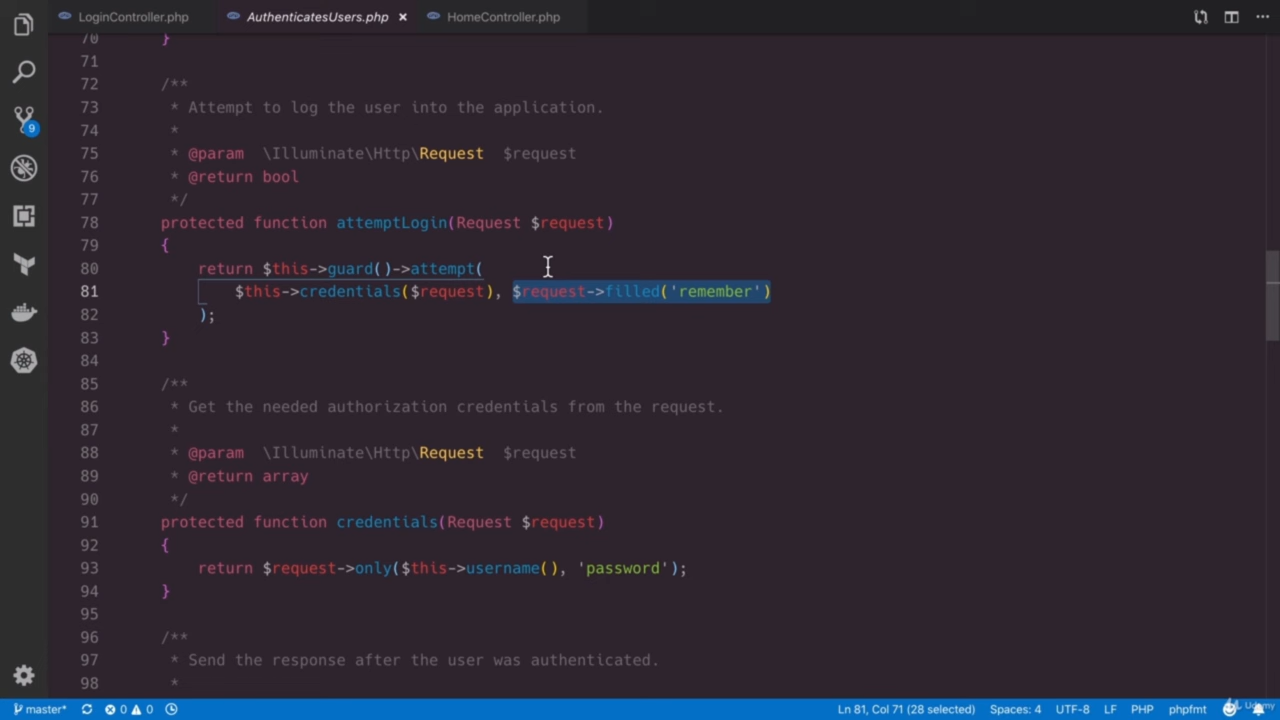 LoginController.php AuthenticatesUsers.php × HomeController.php
70 }
71
72 /**
73 * Attempt to log the user into the application.
74 *
75 * @param \Illuminate\Http\Request $request
76 * @return bool
77 */
78 protected function attemptLogin(Request $request)
79 {
80 return $this->guard()->attempt(
81 $this->credentials($request), $request->filled('remember')
82 );
83 }
84
85 /**
86 * Get the needed authorization credentials from the request.
87 *
88 * @param \Illuminate\Http\Request $request
89 * @return array
90 */
91 protected function credentials(Request $request)
92 {
93 return $request->only($this->username(), 'password');
94 }
95
96 /**
97 * Send the response after the user was authenticated.
98 *
9
master* 0 0 Ln 81, Col 71 (28 selected) Spaces: 4 UTF-8 LF PHP phpfmt
Udemy